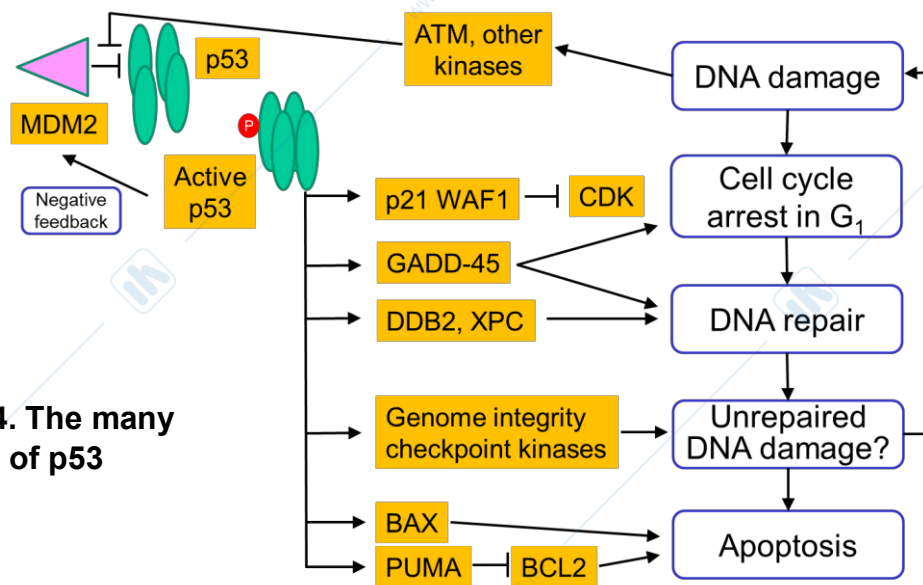 ATM, other
kinases
DNA damage
p53
MDM2
P
Active
p53
Negative
feedback
p21 WAF1
CDK
Cell cycle
arrest in G₁
GADD-45
DDB2, XPC
DNA repair
4. The many
of p53
Genome integrity
checkpoint kinases
Unrepaired
DNA damage?
BAX
PUMA
BCL2
Apoptosis